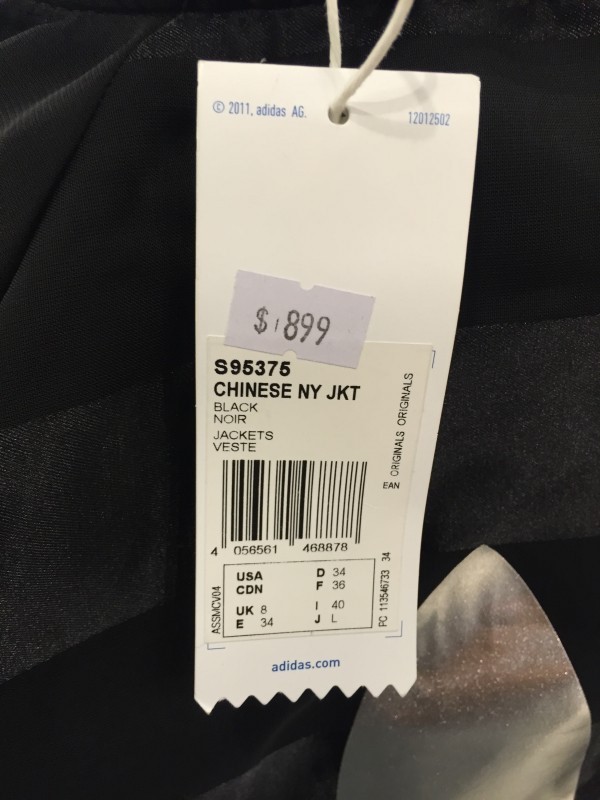 © 2011, adidas AG.
12012502
$1899
S95375
CHINESE NY JKT
BLACK
NOIR
JACKETS
VESTE
ORIGINALS ORIGINALS
EAN
4 056561 468878
ASSMCV04
USA
CDN
UK 8
E 34
D 34
F 36
I 40
J L
PC 113546733 34
adidas.com